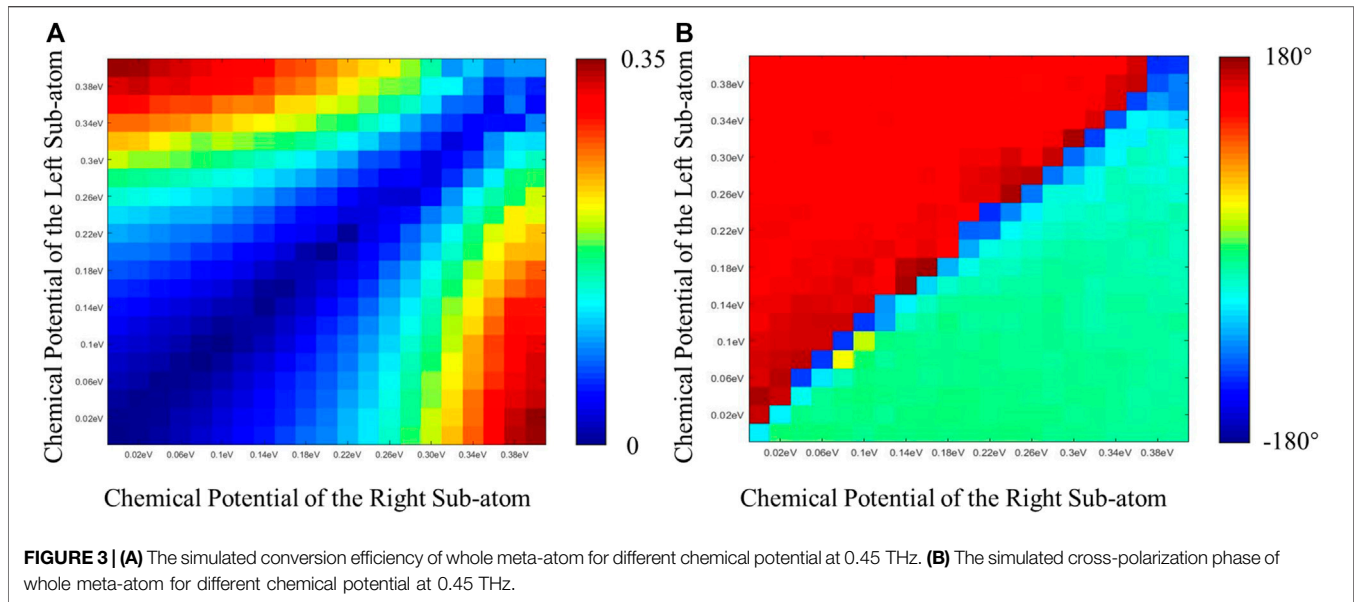 A
B
Chemical Potential of the Left Sub-atom
0.38eV
0.34eV
0.3eV
0.26eV
0.22eV
0.18eV
0.14eV
0.1eV
0.06eV
0.02eV
0.02eV 0.06eV 0.1eV 0.14eV 0.18eV 0.22eV 0.26eV 0.30eV 0.34eV 0.38eV
Chemical Potential of the Right Sub-atom
0.35
0
Chemical Potential of the Left Sub-atom
0.38eV
0.34eV
0.30eV
0.26eV
0.22eV
0.18eV
0.14eV
0.1eV
0.06eV
0.02eV
0.02eV 0.06eV 0.1eV 0.14eV 0.18eV 0.22eV 0.26eV 0.30eV 0.34eV 0.38eV
Chemical Potential of the Right Sub-atom
180°
-180°
FIGURE 3 | (A) The simulated conversion efficiency of whole meta-atom for different chemical potential at 0.45 THz. (B) The simulated cross-polarization phase of
whole meta-atom for different chemical potential at 0.45 THz.